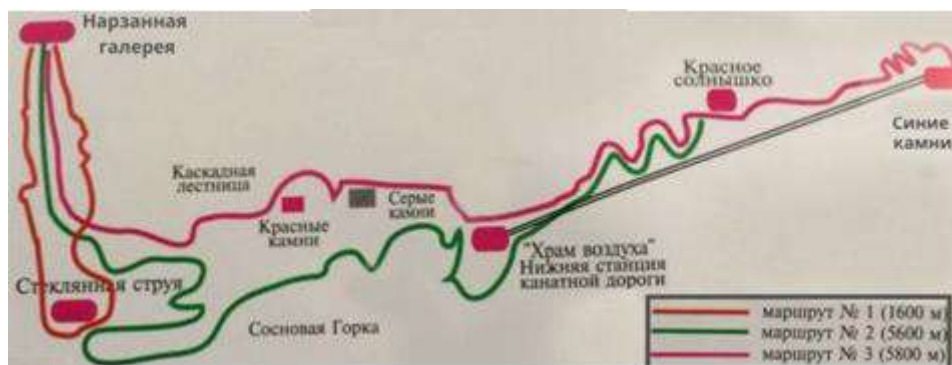 Нарзанная
галерея
Красное
солнышко
Синие
камни
Каскадная
лестница
Серые
камни
Красные
камни
"Храм воздуха"
Нижняя станция
канатной дороги
Стеклянная струя
Сосновая Горка
маршрут № 1 (1600 м)
маршрут № 2 (5600 м)
маршрут № 3 (5800 м)